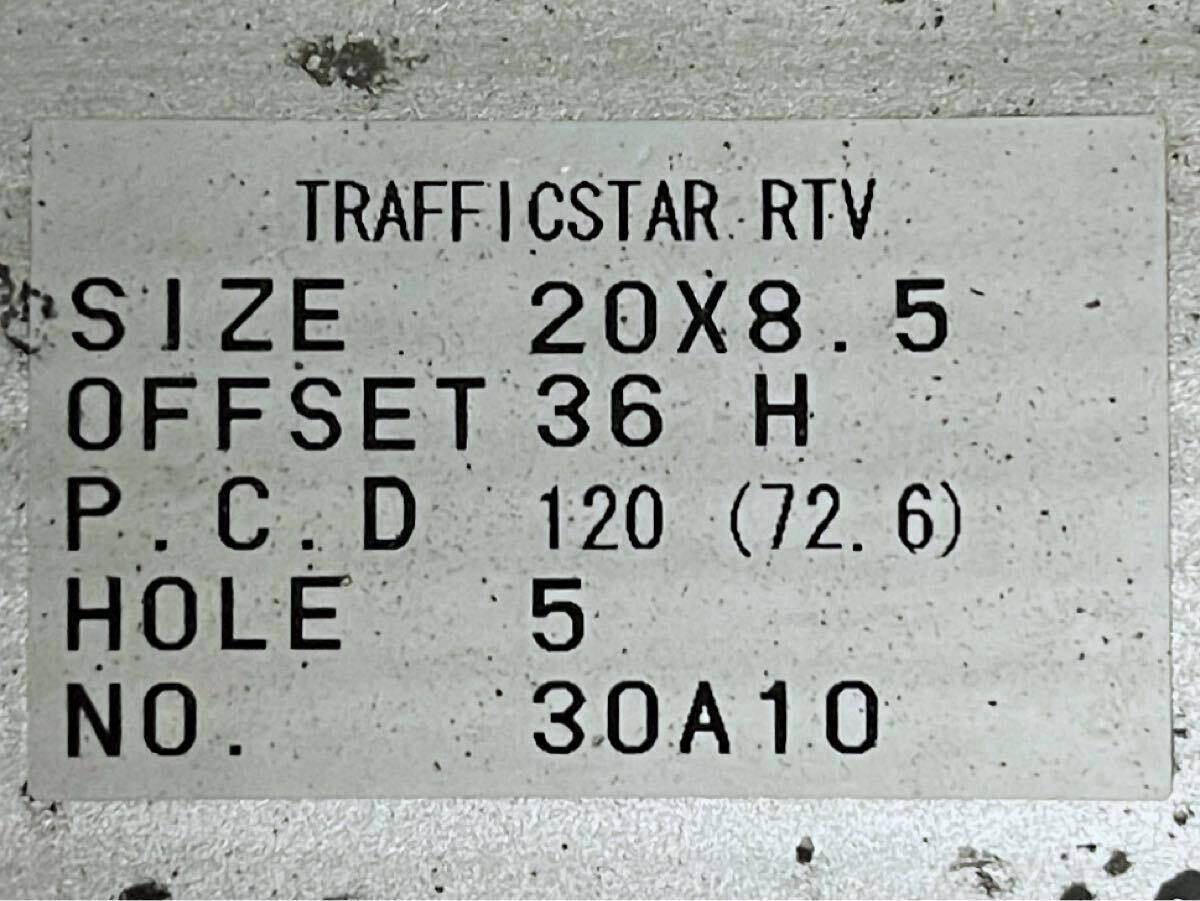 TRAFFICSTAR RTV
SIZE 20X8.5
OFFSET 36 H
P.C.D 120 (72.6)
HOLE 5
NO. 30A10